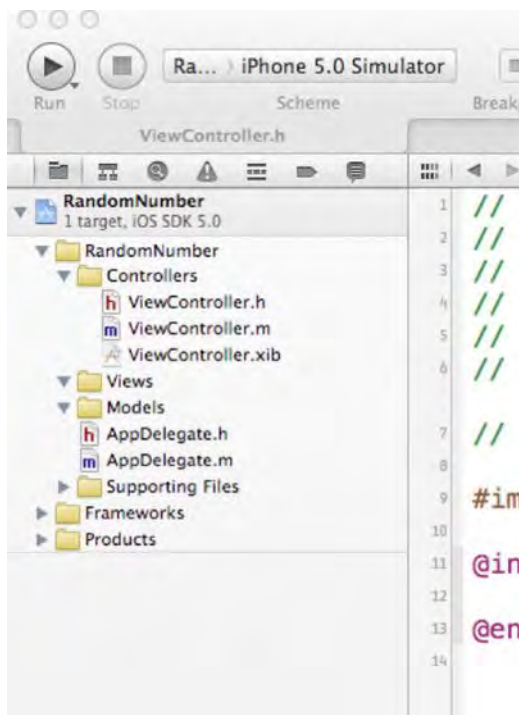 Ra... › iPhone 5.0 Simulator
Run Stop Scheme Break
ViewController.h
RandomNumber
1 target, iOS SDK 5.0
RandomNumber
Controllers
h ViewController.h
m ViewController.m
ViewController.xib
Views
Models
h AppDelegate.h
m AppDelegate.m
Supporting Files
Frameworks
Products
1 //
2 //
3 //
4 //
5 //
6 //
7 //
8
9 #im
10
11 @in
12
13 @en
14